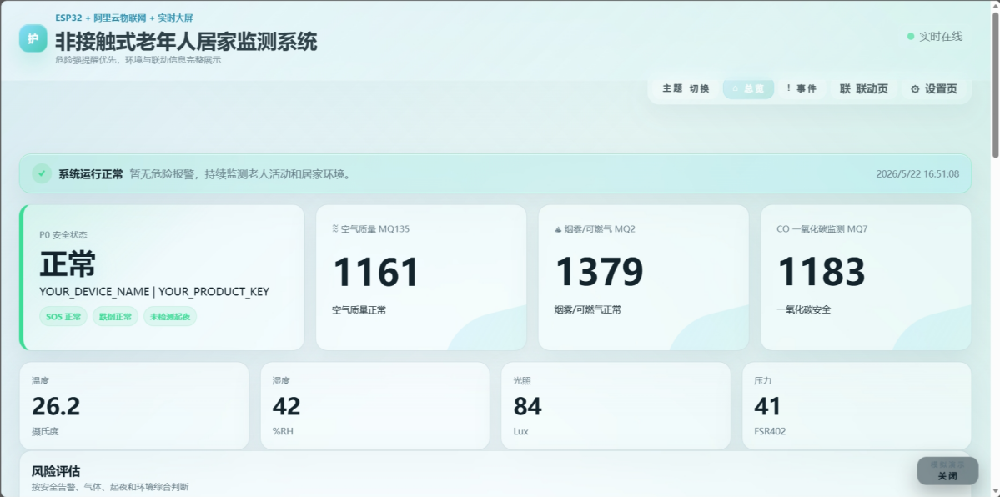 ESP32 + 阿里云物联网 + 实时大屏
护
非接触式老年人居家监测系统
危险强提醒优先，环境与联动信息完整展示
实时在线
主题 切换
总览
! 事件
联 联动页
设置页
系统运行正常 暂无危险报警，持续监测老人活动和居家环境。
2026/5/22 16:51:08
P0 安全状态
正常
YOUR_DEVICE_NAME | YOUR_PRODUCT_KEY
SOS 正常
跌倒正常
未检测起夜
空气质量 MQ135
1161
空气质量正常
烟雾/可燃气 MQ2
1379
烟雾/可燃气正常
CO 一氧化碳监测 MQ7
1183
一氧化碳安全
温度
26.2
摄氏度
湿度
42
%RH
光照
84
Lux
压力
41
FSR402
风险评估
按安全告警、气体、起夜和环境综合判断
关闭